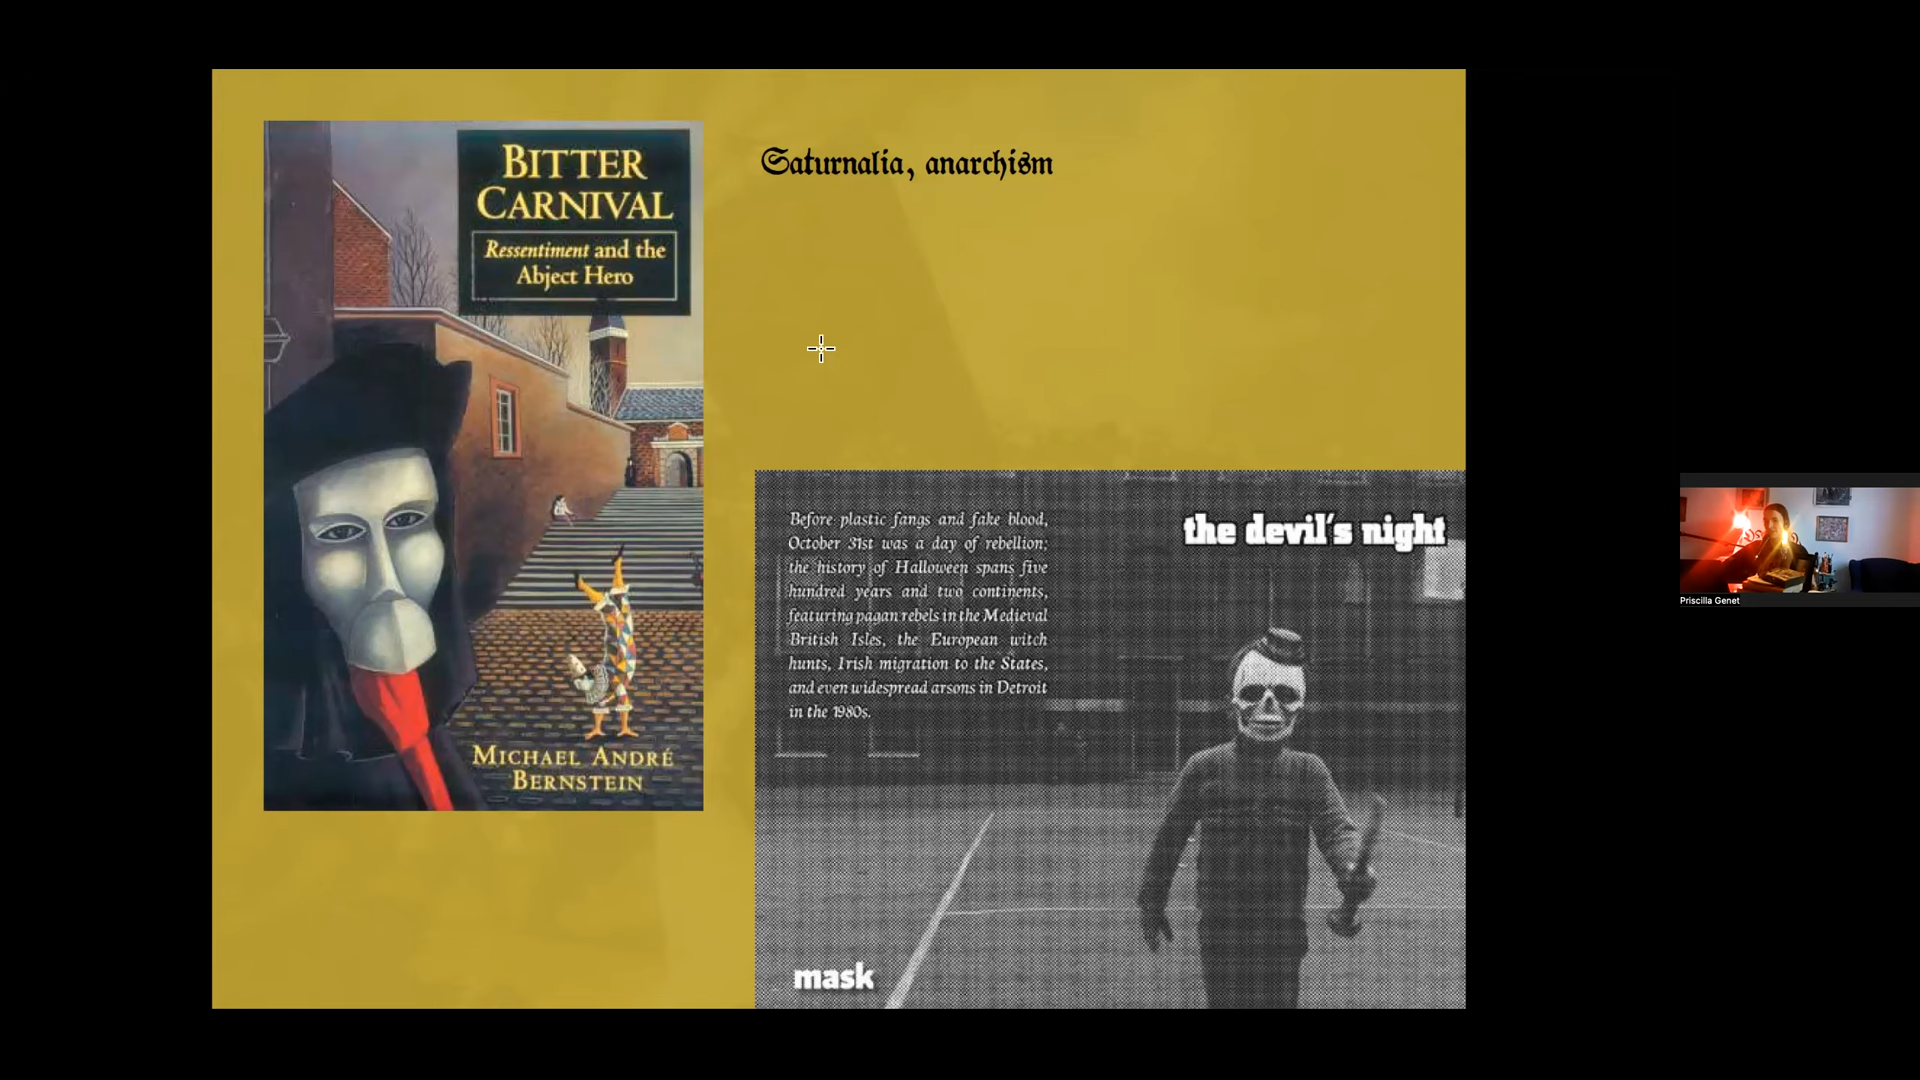 BITTER
CARNIVAL
Ressentiment and the
Abject Hero
MICHAEL ANDRÉ
BERNSTEIN
Saturnalia, anarchism
Before plastic fangs and fake blood,
October 31st was a day of rebellion;
the history of Halloween spans five
hundred years and two continents,
featuring pagan rebels in the Medieval
British Isles, the European witch
hunts, Irish migration to the States,
and even widespread arsons in Detroit
in the 1980s.
the devil's night
mask
Priscilla Genet